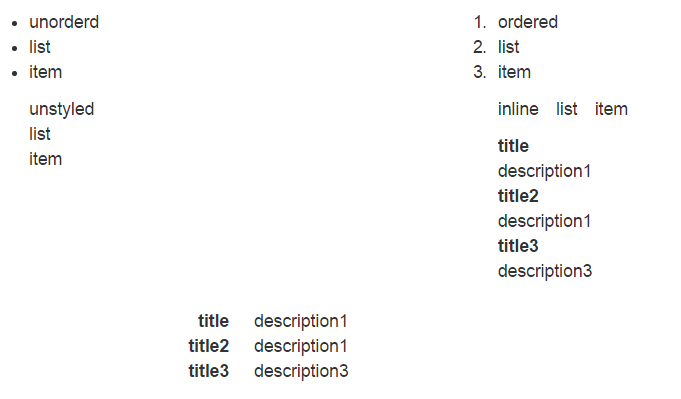 • unorderd
• list
• item
unstyled
list
item
1. ordered
2. list
3. item
inline list item
title
description1
title2
description1
title3
description3
title description1
title2 description1
title3 description3